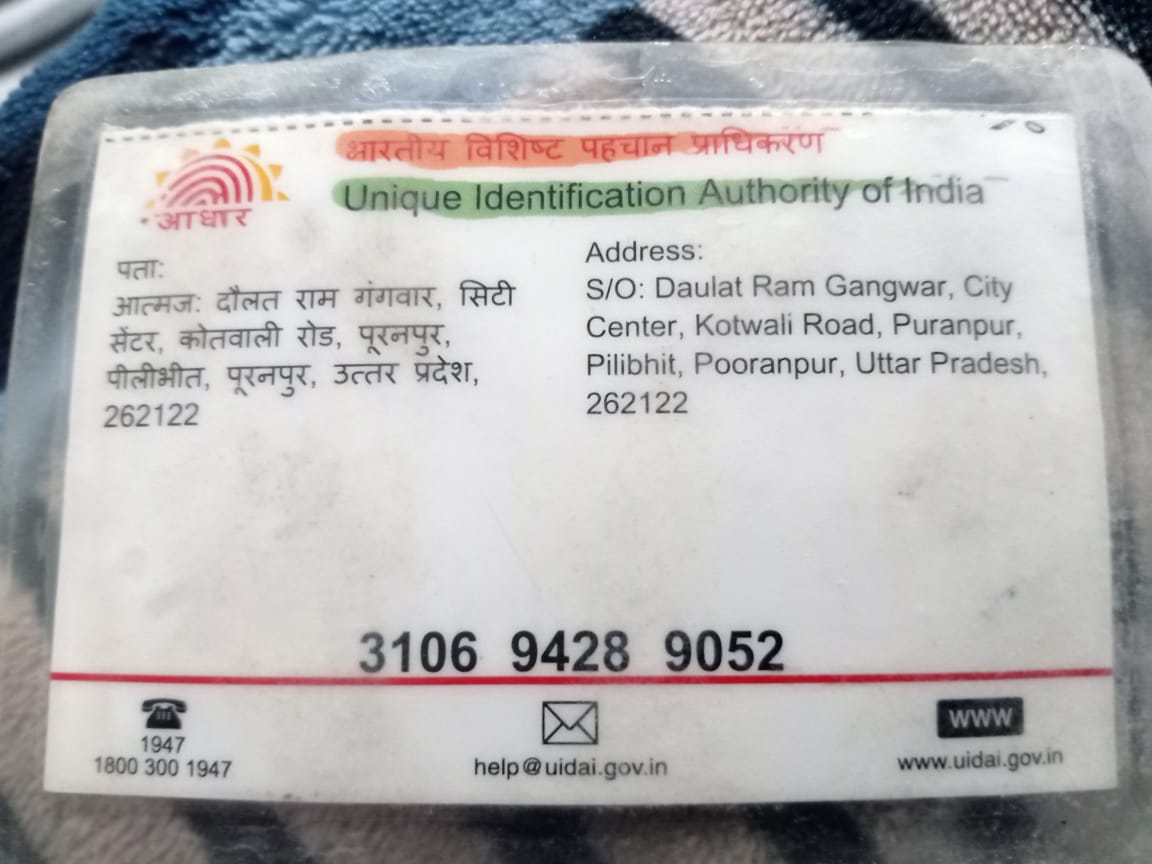 भारतीय विशिष्ट पहचान प्राधिकरण
Unique Identification Authority of India
आधार
पता:
आत्मज: दौलत राम गंगवार, सिटी
सेंटर, कोतवाली रोड, पूरनपुर,
पीलीभीत, पूरनपुर, उत्तर प्रदेश,
262122
Address:
S/O: Daulat Ram Gangwar, City
Center, Kotwali Road, Puranpur,
Pilibhit, Pooranpur, Uttar Pradesh,
262122
3106 9428 9052
1947
1800 300 1947
help@uidai.gov.in
www
www.uidai.gov.in